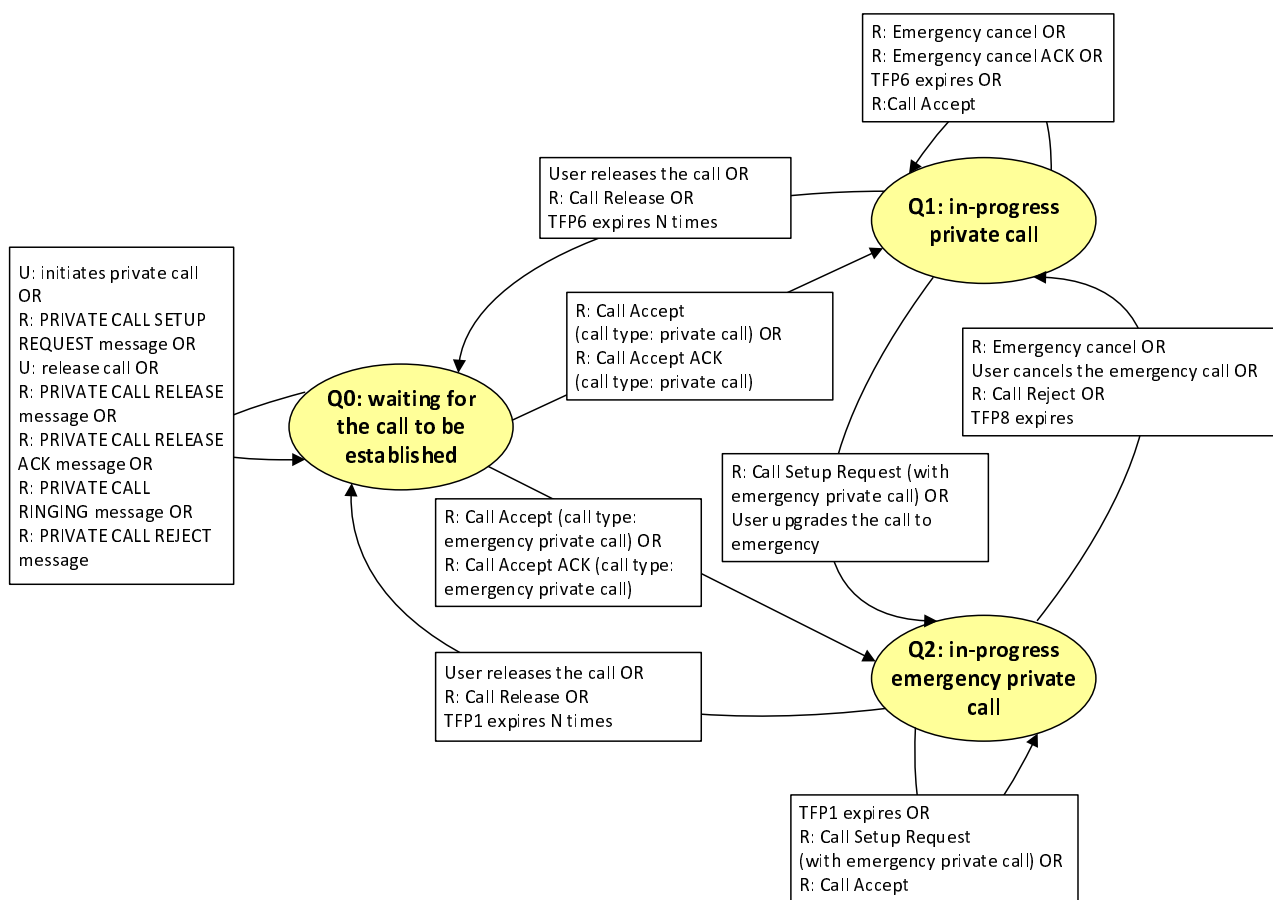 R: Emergency cancel OR
R: Emergency cancel ACK OR
TFP6 expires OR
R:Call Accept
User releases the call OR
R: Call Release OR
TFP6 expires N times
Q1: in-progress
private call
U: initiates private call
OR
R: PRIVATE CALL SETUP
REQUEST message OR
U: release call OR
R: PRIVATE CALL RELEASE
message OR
R: PRIVATE CALL RELEASE
ACK message OR
R: PRIVATE CALL
RINGING message OR
R: PRIVATE CALL REJECT
message
R: Call Accept
(call type: private call) OR
R: Call Accept ACK
(call type: private call)
R: Emergency cancel OR
User cancels the emergency call OR
R: Call Reject OR
TFP8 expires
Q0: waiting for
the call to be
established
R: Call Setup Request (with
emergency private call) OR
User upgrades the call to
emergency
R: Call Accept (call type:
emergency private call) OR
R: Call Accept ACK (call type:
emergency private call)
Q2: in-progress
emergency private
call
User releases the call OR
R: Call Release OR
TFP1 expires N times
TFP1 expires OR
R: Call Setup Request
(with emergency private call) OR
R: Call Accept